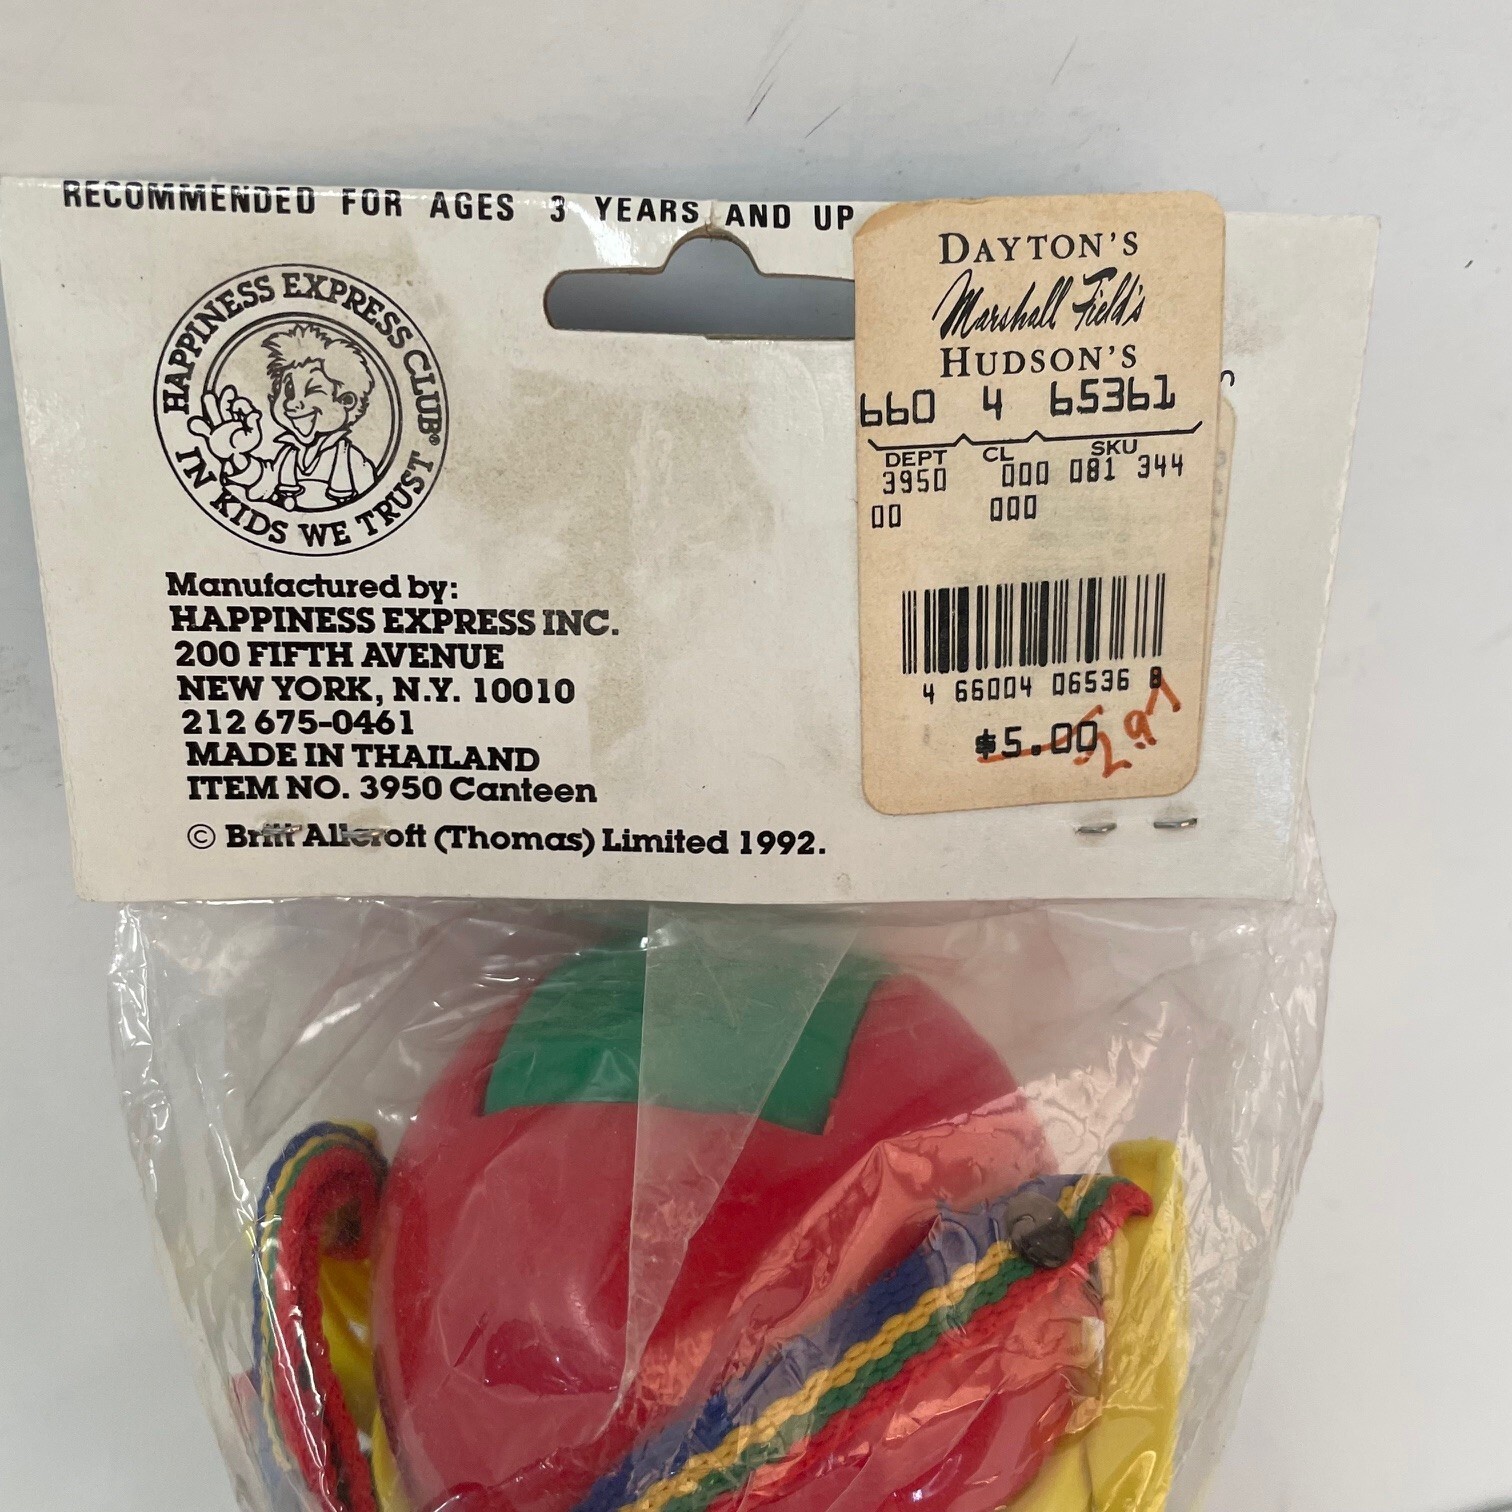 RECOMMENDED FOR AGES 3 YEARS AND UP
HAPPINESS EXPRESS CLUB®
IN KIDS WE TRUST
Manufactured by:
HAPPINESS EXPRESS INC.
200 FIFTH AVENUE
NEW YORK, N.Y. 10010
212 675-0461
MADE IN THAILAND
ITEM NO. 3950 Canteen
© Britt Allcroft (Thomas) Limited 1992.
DAYTON'S
Marshall Field's
HUDSON'S
660 4 65361
DEPT CL SKU
3950 000 081 344
00 000
4 66004 06536 8
$5.00
2.97